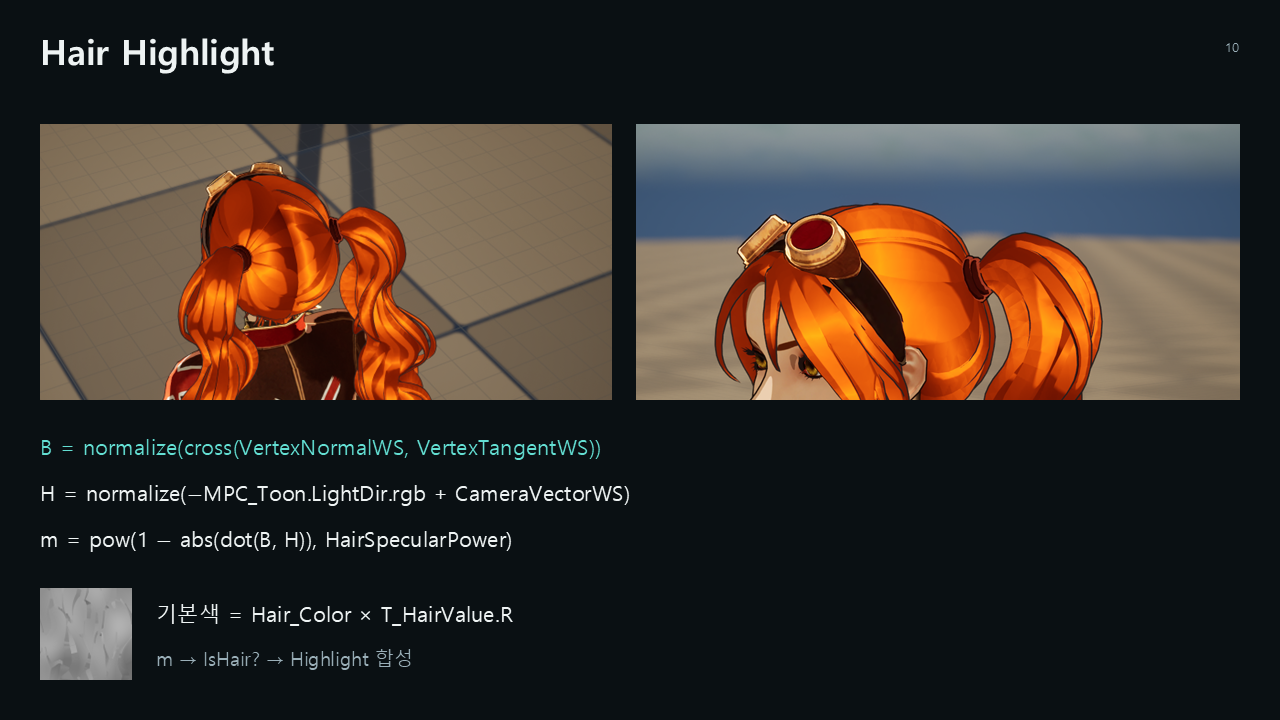 Hair Highlight
10
B = normalize(cross(VertexNormalWS, VertexTangentWS))
H = normalize(−MPC_Toon.LightDir.rgb + CameraVectorWS)
m = pow(1 − abs(dot(B, H)), HairSpecularPower)
기본색 = Hair_Color × T_HairValue.R
m → IsHair? → Highlight 합성